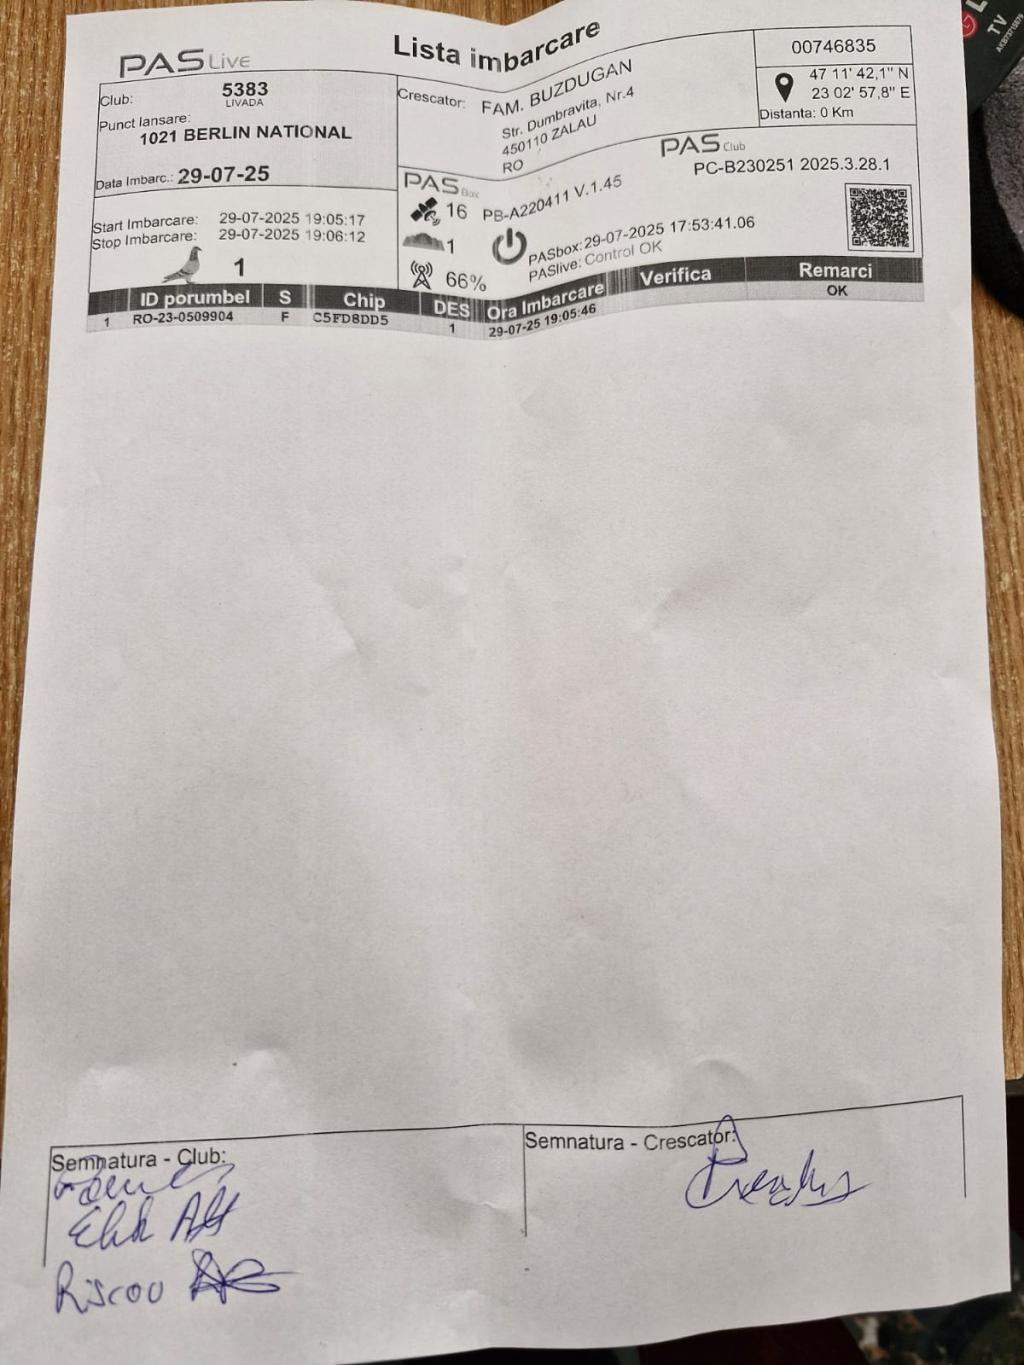 Lista imbarcare
PAS LIVE
Club: 5383
LIVADA
Punct lansare:
1021 BERLIN NATIONAL
Data Imbarc.: 29-07-25
Crescator: FAM. BUZDUGAN
Str. Dumbravita, Nr.4
450110 ZALAU
RO
00746835
47 11' 42,1'' N
23 02' 57,8'' E
Distanta: 0 Km
Start Imbarcare: 29-07-2025 19:05:17
Stop Imbarcare: 29-07-2025 19:06:12
1
PAS Box
16 PB-A220411 V.1.45
1
66%
PASbox:29-07-2025 17:53:41.06
PASlive: Control OK
PAS Club
PC-B230251 2025.3.28.1
ID porumbel S Chip DES Ora Imbarcare Verifica Remarci
1 RO-23-0509904 F C5FD8DD5 1 29-07-25 19:05:46 OK
Semnatura - Club:
Semnatura - Crescator:
Riscou
TV